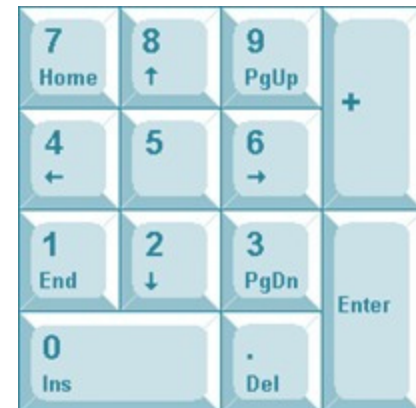 7 8 9
Home ↑ PgUp +
4 5 6
← →
1 2 3
End ↓ PgDn Enter
0 .
Ins Del